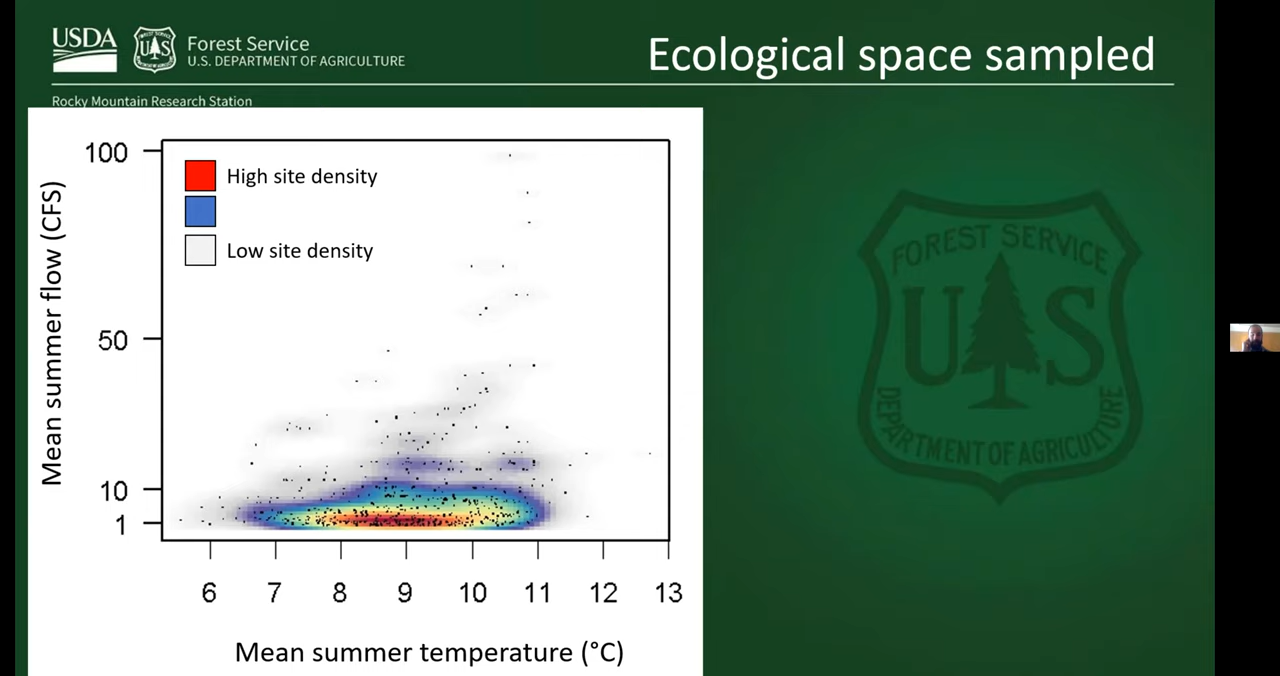 USDA
UAS
Forest Service
U.S. DEPARTMENT OF AGRICULTURE
Ecological space sampled
Rocky Mountain Research Station
100
50
10
1
Mean summer flow (CFS)
High site density
Low site density
6 7 8 9 10 11 12 13
Mean summer temperature (°C)
FOREST SERVICE
U S
DEPARTMENT OF AGRICULTURE